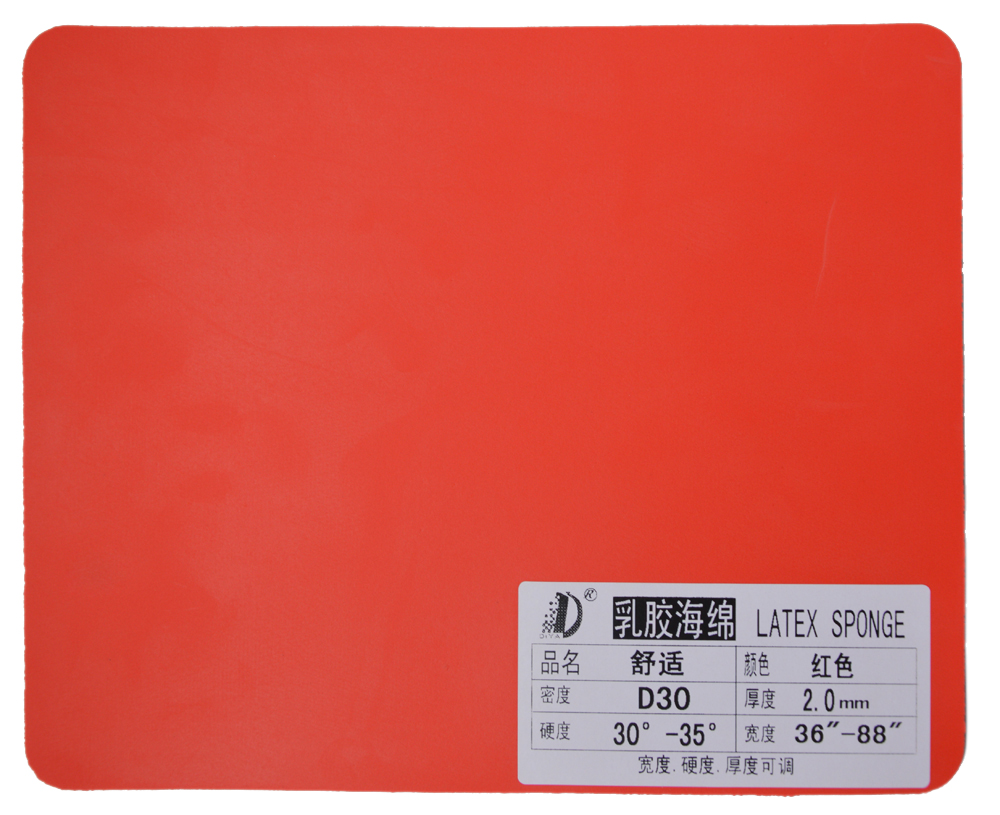 ® 乳胶海绵 LATEX SPONGE
品名 舒适 颜色 红色
密度 D30 厚度 2.0mm
硬度 30° -35° 宽度 36″-88″
宽度.硬度.厚度可调